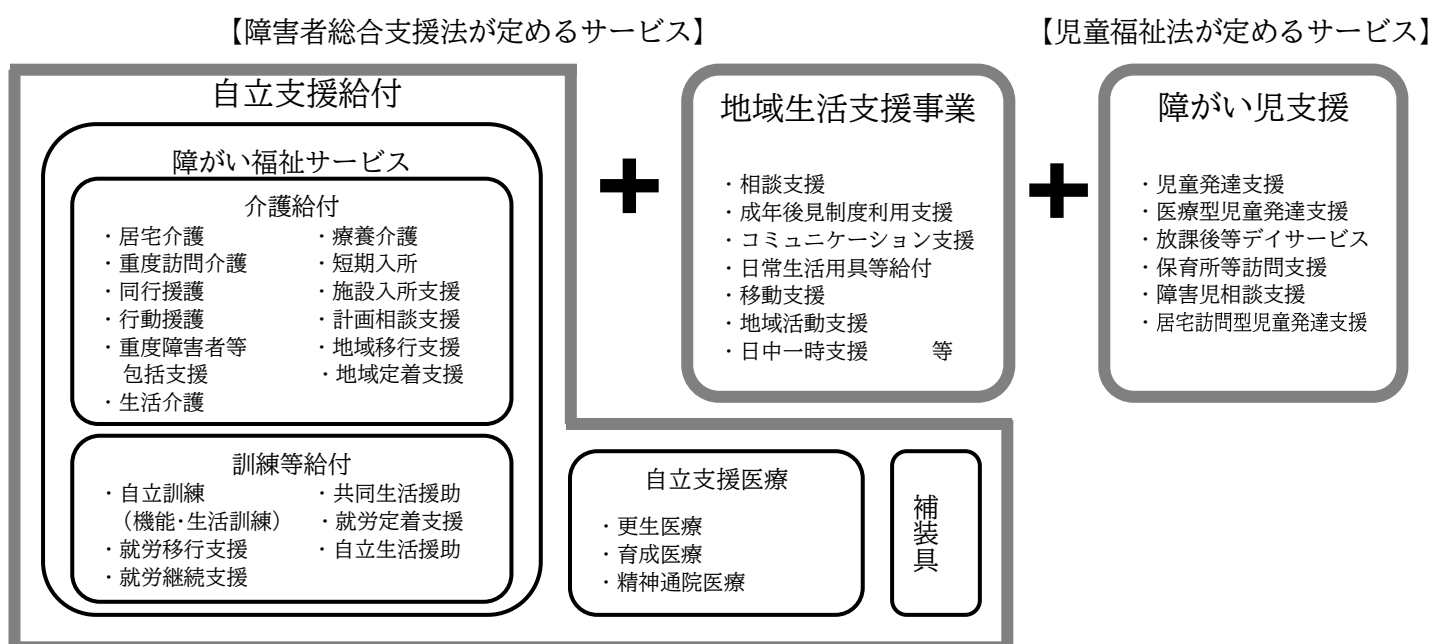 【障害者総合支援法が定めるサービス】
【児童福祉法が定めるサービス】
自立支援給付
障がい福祉サービス
介護給付
・居宅介護
・重度訪問介護
・同行援護
・行動援護
・重度障害者等
包括支援
・生活介護
・療養介護
・短期入所
・施設入所支援
・計画相談支援
・地域移行支援
・地域定着支援
訓練等給付
・自立訓練
（機能･生活訓練）
・就労移行支援
・就労継続支援
・共同生活援助
・就労定着支援
・自立生活援助
自立支援医療
・更生医療
・育成医療
・精神通院医療
補装具
+
地域生活支援事業
・相談支援
・成年後見制度利用支援
・コミュニケーション支援
・日常生活用具等給付
・移動支援
・地域活動支援
・日中一時支援　　等
+
障がい児支援
・児童発達支援
・医療型児童発達支援
・放課後等デイサービス
・保育所等訪問支援
・障害児相談支援
・居宅訪問型児童発達支援